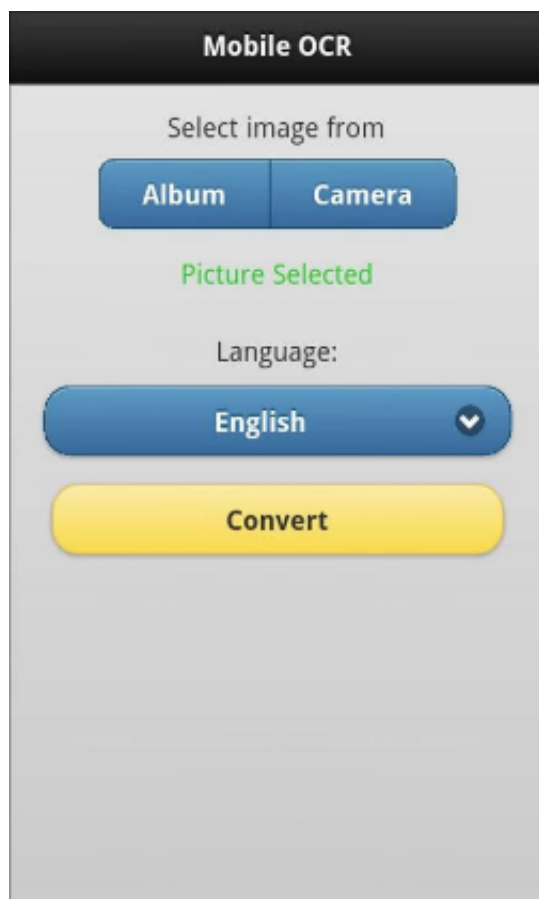 Mobile OCR
Select image from
Album Camera
Picture Selected
Language:
English
Convert